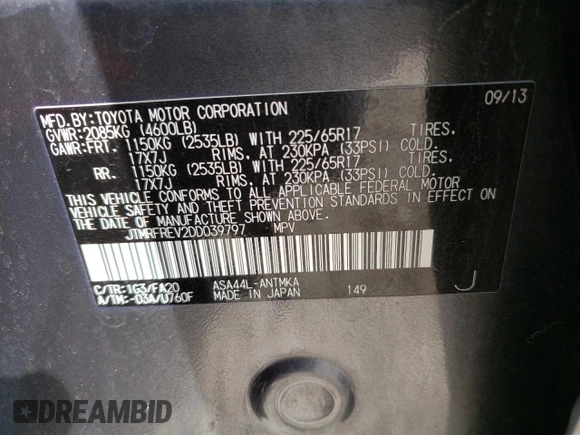 MFD.BY:TOYOTA MOTOR CORPORATION 09/13
GVWR:2085KG (4600LB)
GAWR:FRT. 1150KG (2535LB) WITH 225/65R17 TIRES,
17X7J RIMS, AT 230KPA (33PSI) COLD.
RR. 1150KG (2535LB) WITH 225/65R17 TIRES,
17X7J RIMS, AT 230KPA (33PSI) COLD.
THIS VEHICLE CONFORMS TO ALL APPLICABLE FEDERAL MOTOR
VEHICLE SAFETY AND THEFT PREVENTION STANDARDS IN EFFECT ON
THE DATE OF MANUFACTURE SHOWN ABOVE.
JTMRFREV2DD039797 MPV
C/TR:1G3/FA20 ASA44L-ANTMKA
A/TM:-03A/U760F MADE IN JAPAN 149 J
DREAMBID